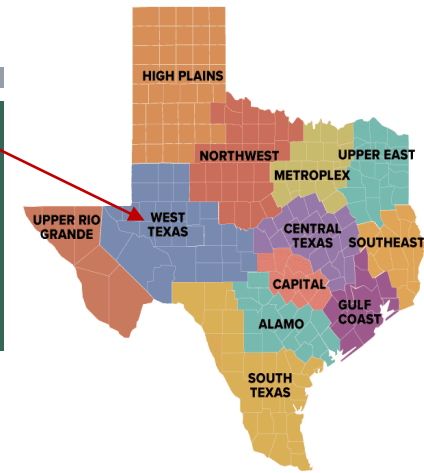 HIGH PLAINS
NORTHWEST
UPPER EAST
METROPLEX
UPPER RIO
GRANDE
WEST
TEXAS
CENTRAL
TEXAS
SOUTHEAST
CAPITAL
GULF
COAST
ALAMO
SOUTH
TEXAS